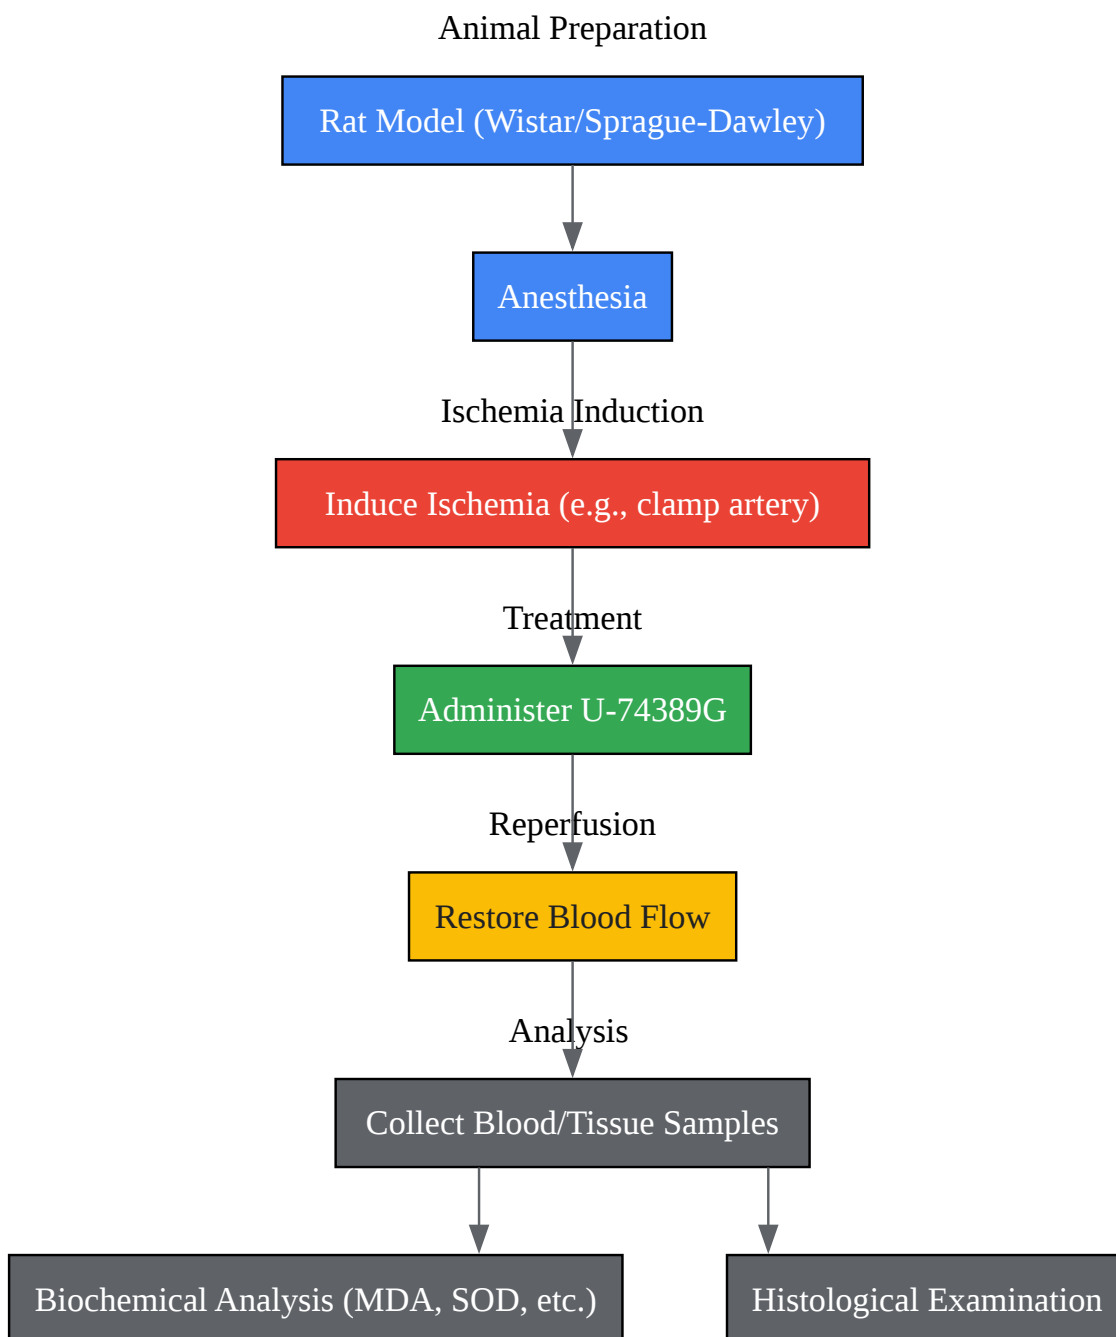 Animal Preparation
Rat Model (Wistar/Sprague-Dawley)
Anesthesia
Ischemia Induction
Induce Ischemia (e.g., clamp artery)
Treatment
Administer U-74389G
Reperfusion
Restore Blood Flow
Analysis
Collect Blood/Tissue Samples
Biochemical Analysis (MDA, SOD, etc.)
Histological Examination